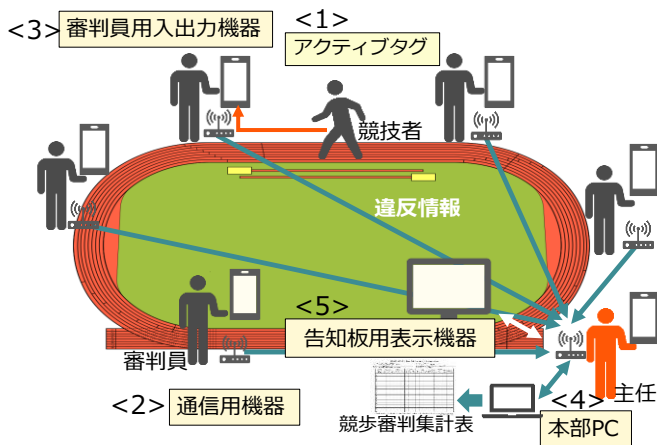 <1>
<3> 審判員用入出力機器
アクティブタグ
競技者
違反情報
<5>
告知板用表示機器
審判員
主任
<2> 通信用機器
競歩審判集計表
<4>
本部PC